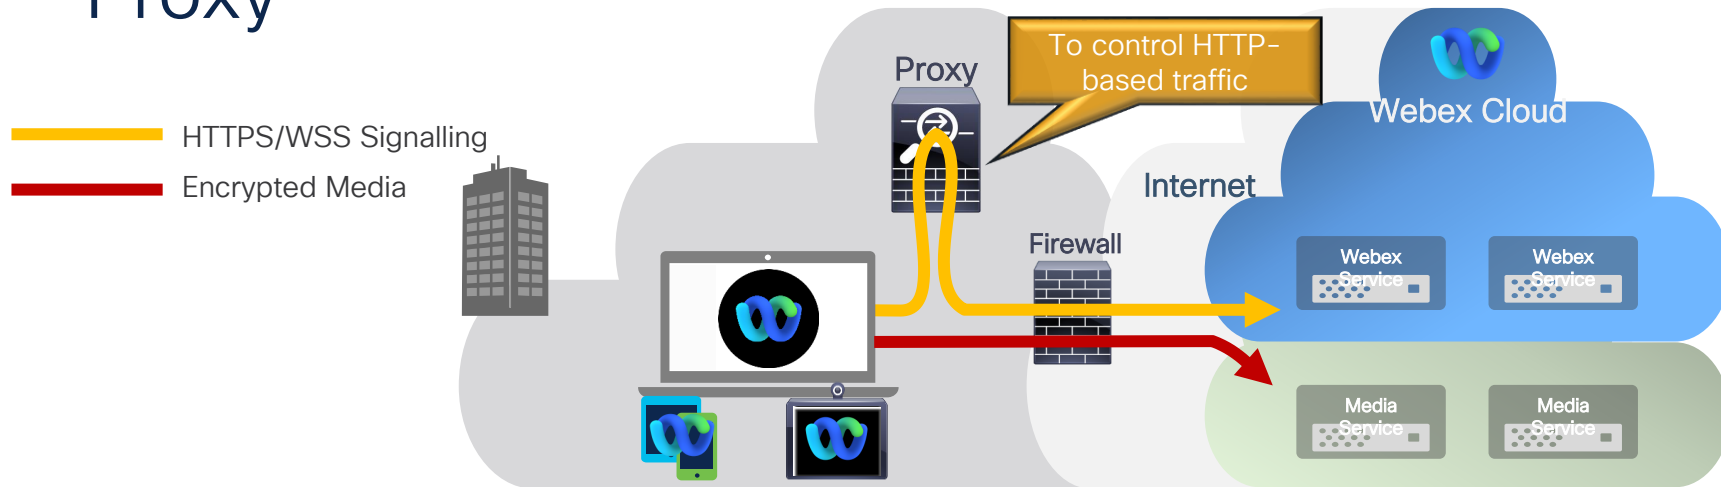 Proxy
HTTPS/WSS Signalling
Encrypted Media
Proxy
To control HTTP-
based traffic
Webex Cloud
Internet
Firewall
Webex
Service
Webex
Service
Media
Service
Media
Service